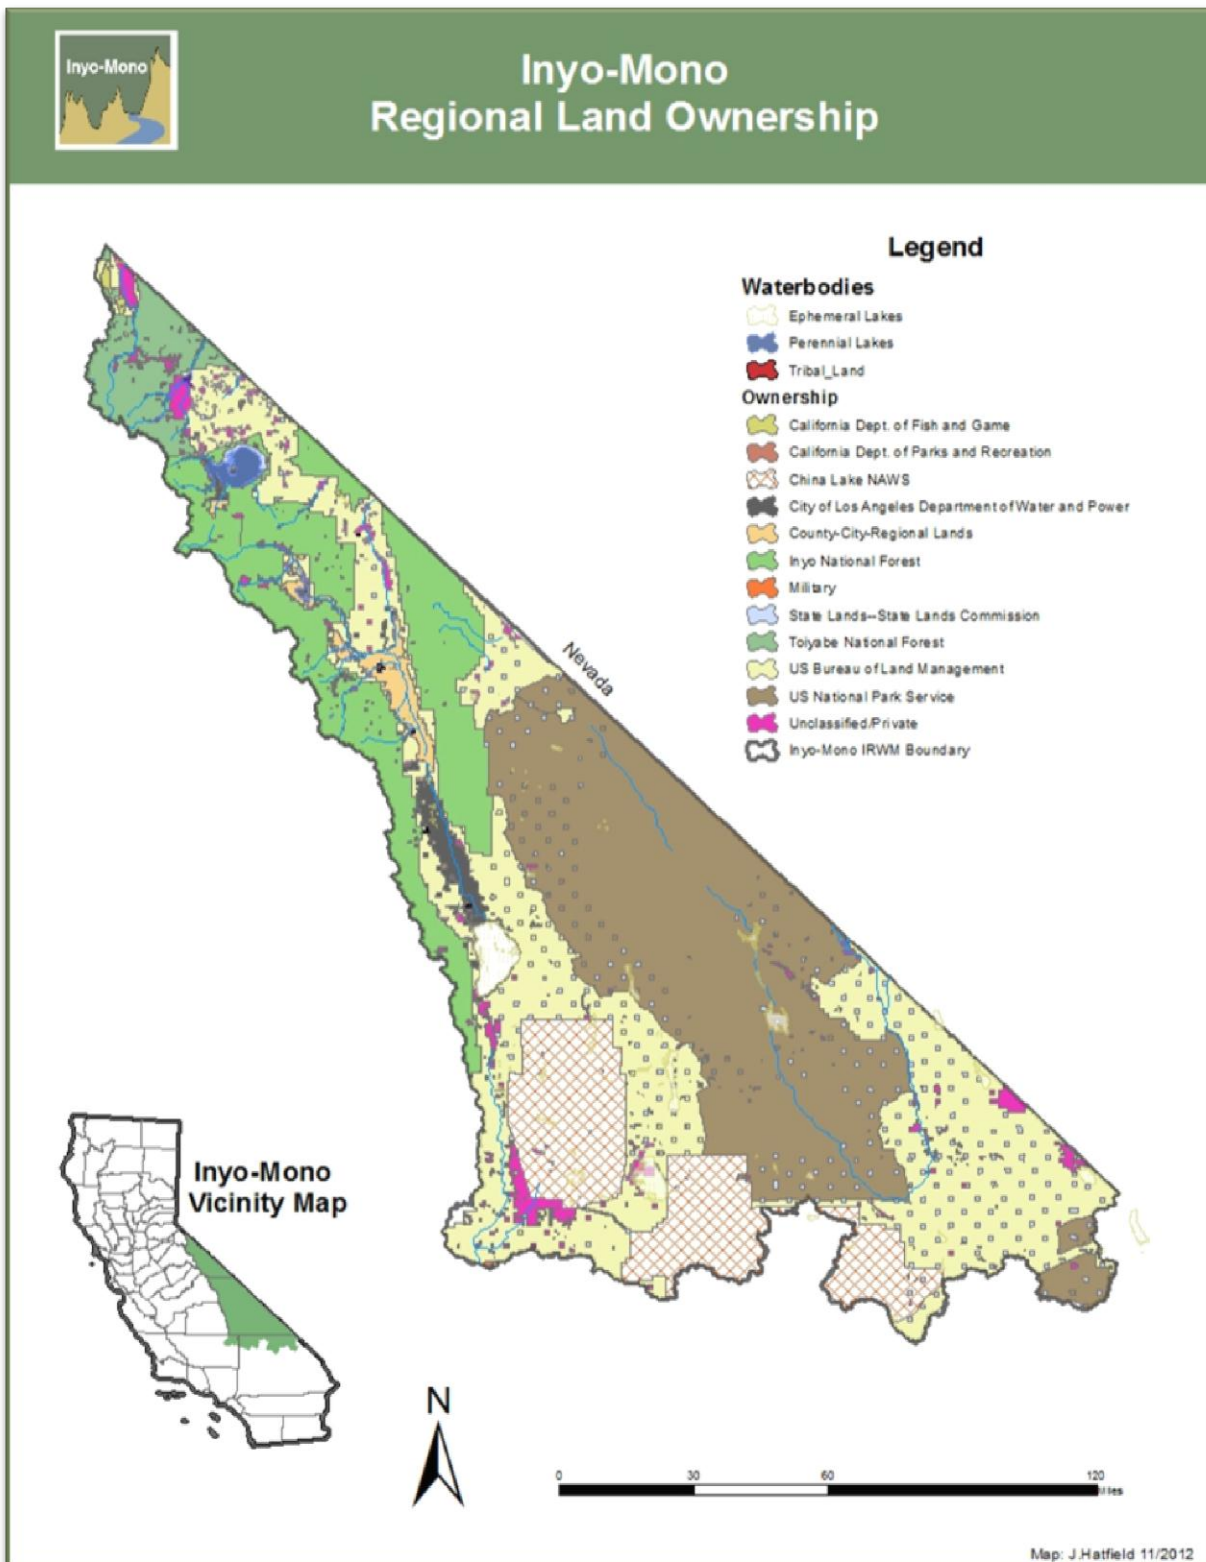 Inyo-Mono
Inyo-Mono
Regional Land Ownership
Legend
Waterbodies
Ephemeral Lakes
Perennial Lakes
Tribal_Land
Ownership
California Dept. of Fish and Game
California Dept. of Parks and Recreation
China Lake NAWS
City of Los Angeles Department of Water and Power
County-City-Regional Lands
Inyo National Forest
Military
State Lands--State Lands Commission
Toiyabe National Forest
US Bureau of Land Management
US National Park Service
Unclassified/Private
Inyo-Mono IRWM Boundary
Nevada
Inyo-Mono
Vicinity Map
N
0 30 60 120
Miles
Map: J.Hatfield 11/2012